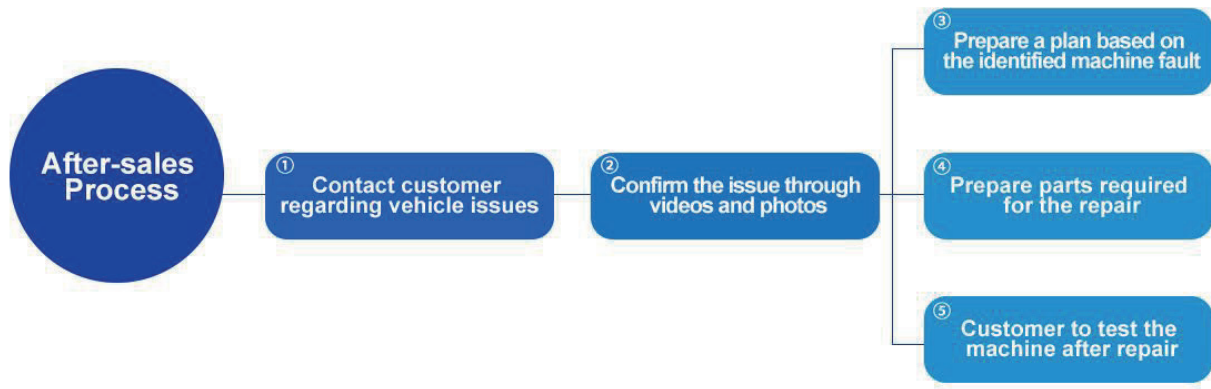 After-sales
Process
①
Contact customer
regarding vehicle issues
②
Confirm the issue through
videos and photos
③
Prepare a plan based on
the identified machine fault
④
Prepare parts required
for the repair
⑤
Customer to test the
machine after repair